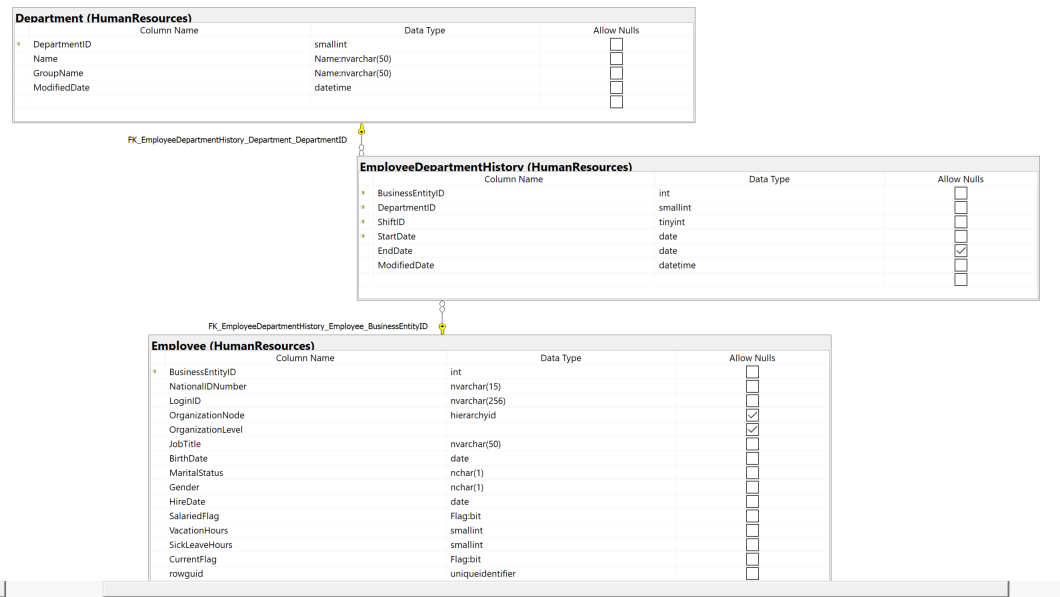 Department (HumanResources)
Column Name Data Type Allow Nulls
DepartmentID smallint
Name Name:nvarchar(50)
GroupName Name:nvarchar(50)
ModifiedDate datetime
FK_EmployeeDepartmentHistory_Department_DepartmentID
EmployeeDepartmentHistory (HumanResources)
Column Name Data Type Allow Nulls
BusinessEntityID int
DepartmentID smallint
ShiftID tinyint
StartDate date
EndDate date
ModifiedDate datetime
FK_EmployeeDepartmentHistory_Employee_BusinessEntityID
Employee (HumanResources)
Column Name Data Type Allow Nulls
BusinessEntityID int
NationalIDNumber nvarchar(15)
LoginID nvarchar(256)
OrganizationNode hierarchyid
OrganizationLevel
JobTitle nvarchar(50)
BirthDate date
MaritalStatus nchar(1)
Gender nchar(1)
HireDate date
SalariedFlag Flag:bit
VacationHours smallint
SickLeaveHours smallint
CurrentFlag Flag:bit
rowguid uniqueidentifier